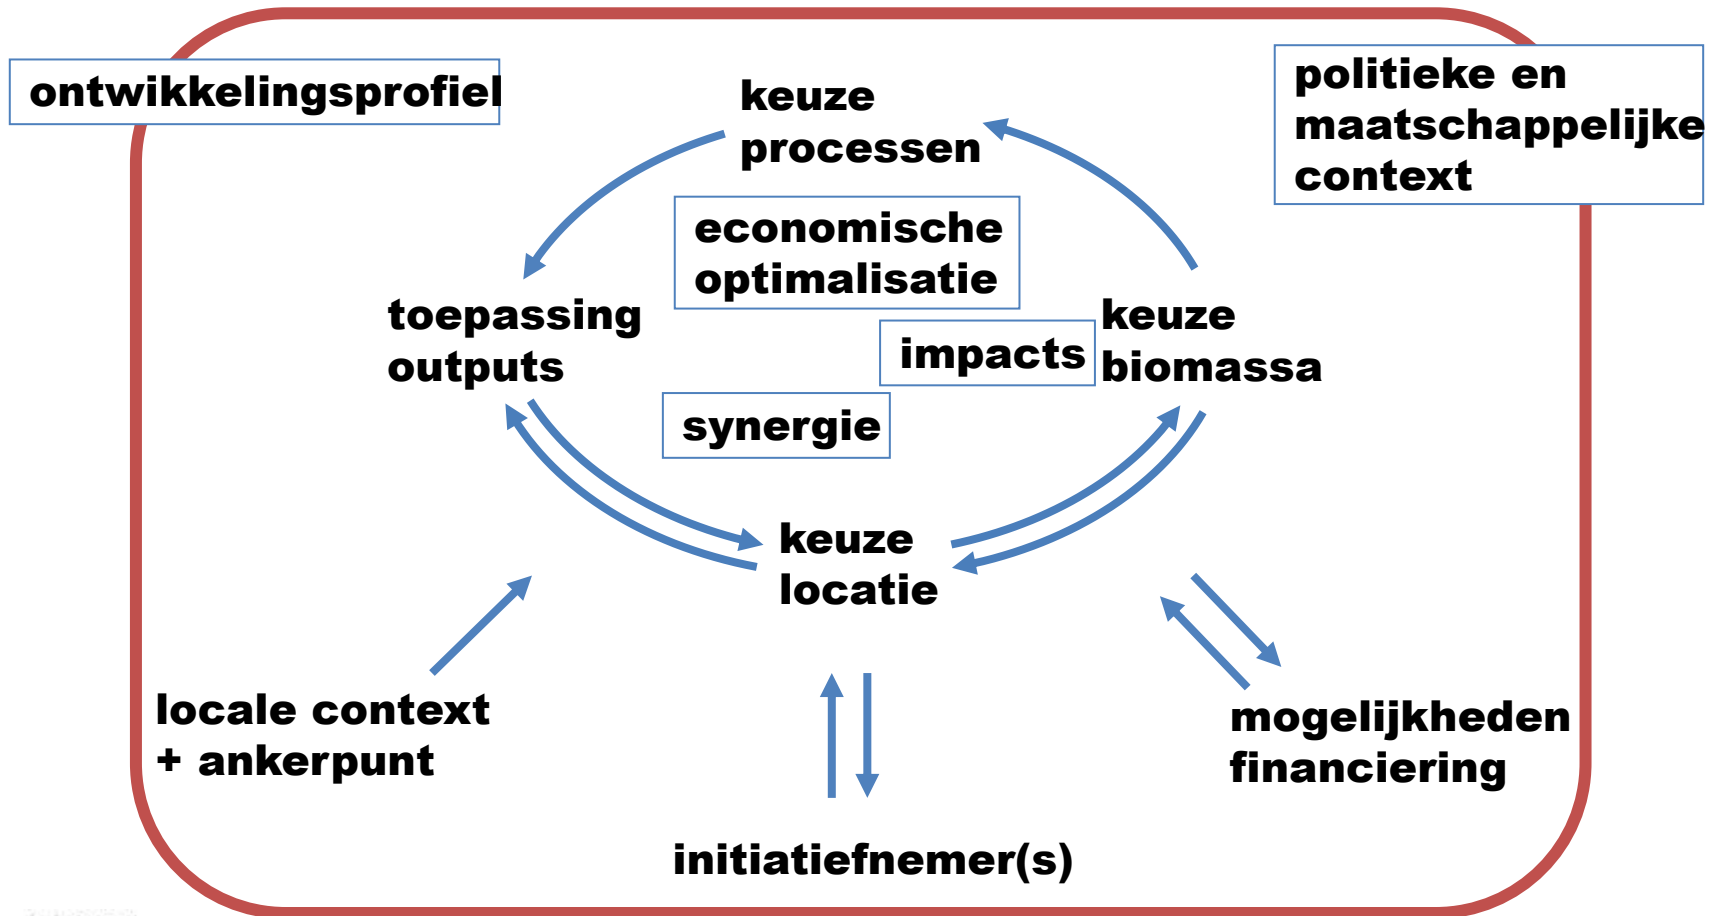 ontwikkelingsprofiel
politieke en
maatschappelijke
context
keuze
processen
economische
optimalisatie
toepassing
outputs
impacts
keuze
biomassa
synergie
keuze
locatie
locale context
+ ankerpunt
mogelijkheden
financiering
initiatiefnemer(s)